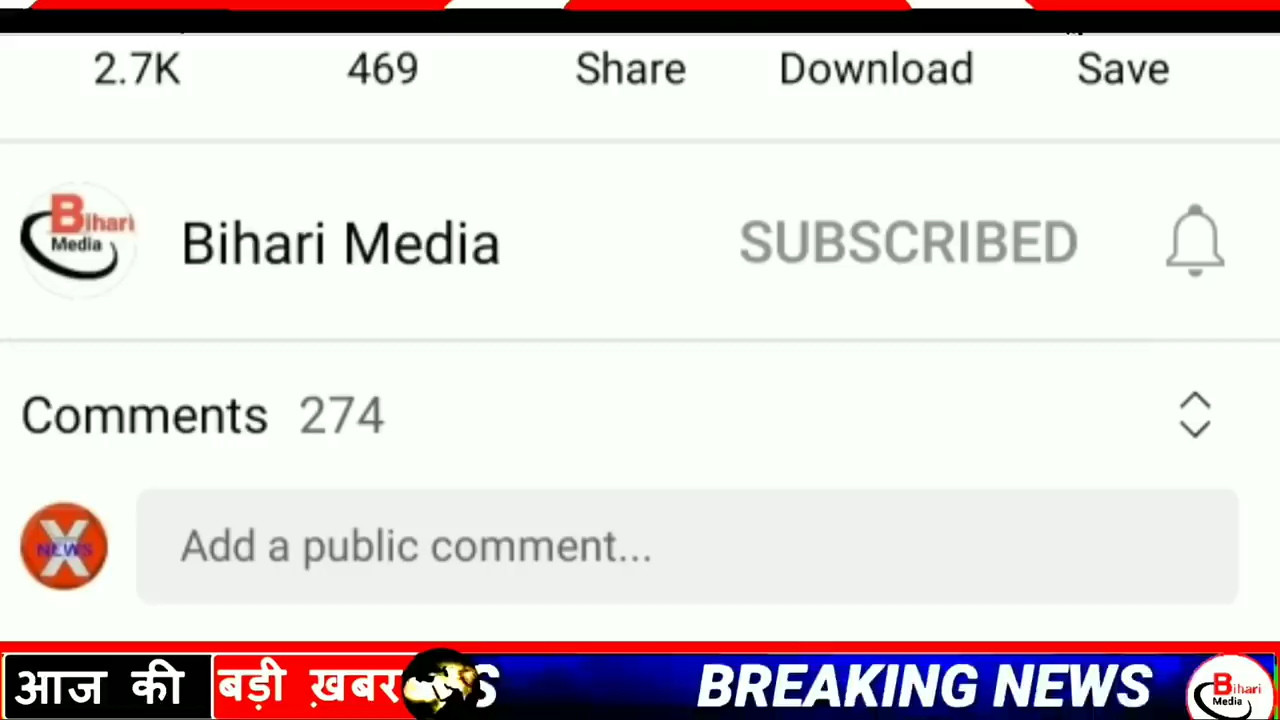 2.7K 469 Share Download Save
Bihari Media
Bihari Media SUBSCRIBED
Comments 274
X NEWS
Add a public comment...
आज की बड़ी ख़बर S BREAKING NEWS
Bihari Media